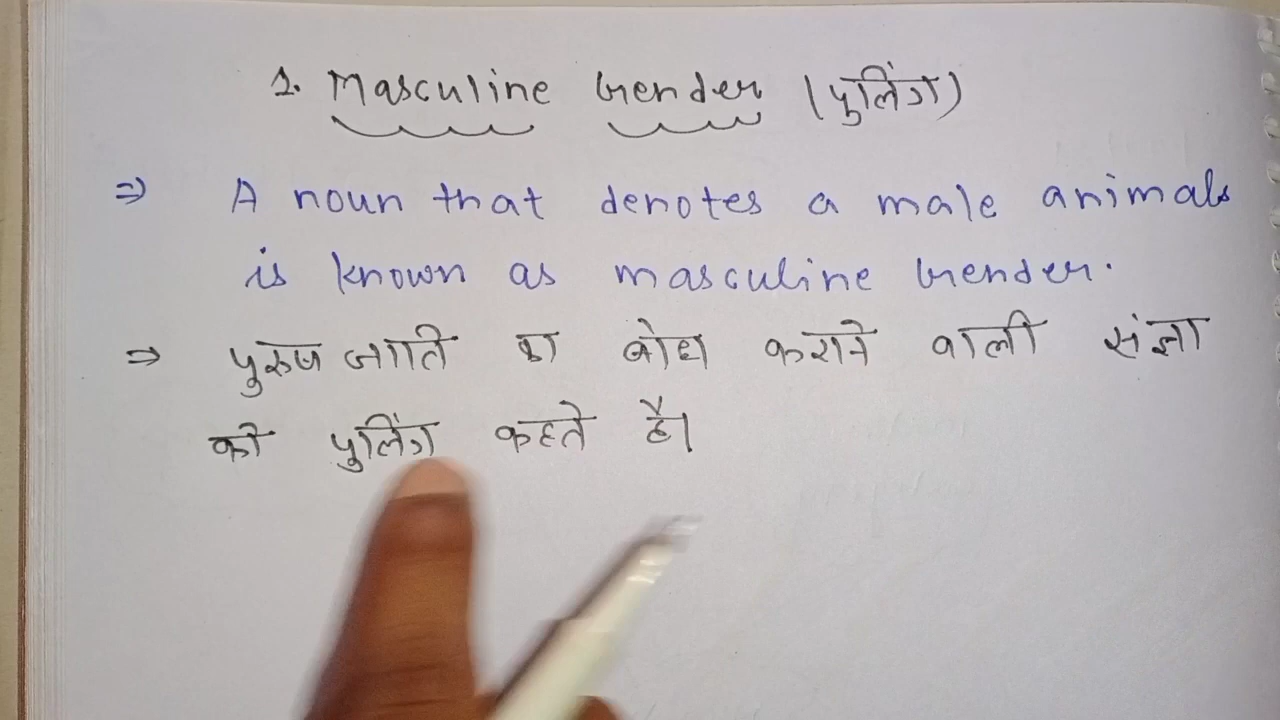 1. Masculine Gender (पुलिंग)
⇒ A noun that denotes a male animals
is known as masculine Gender.
⇒ पुरुष जाति का बोध कराने वाली संज्ञा
को पुलिंग कहते है।